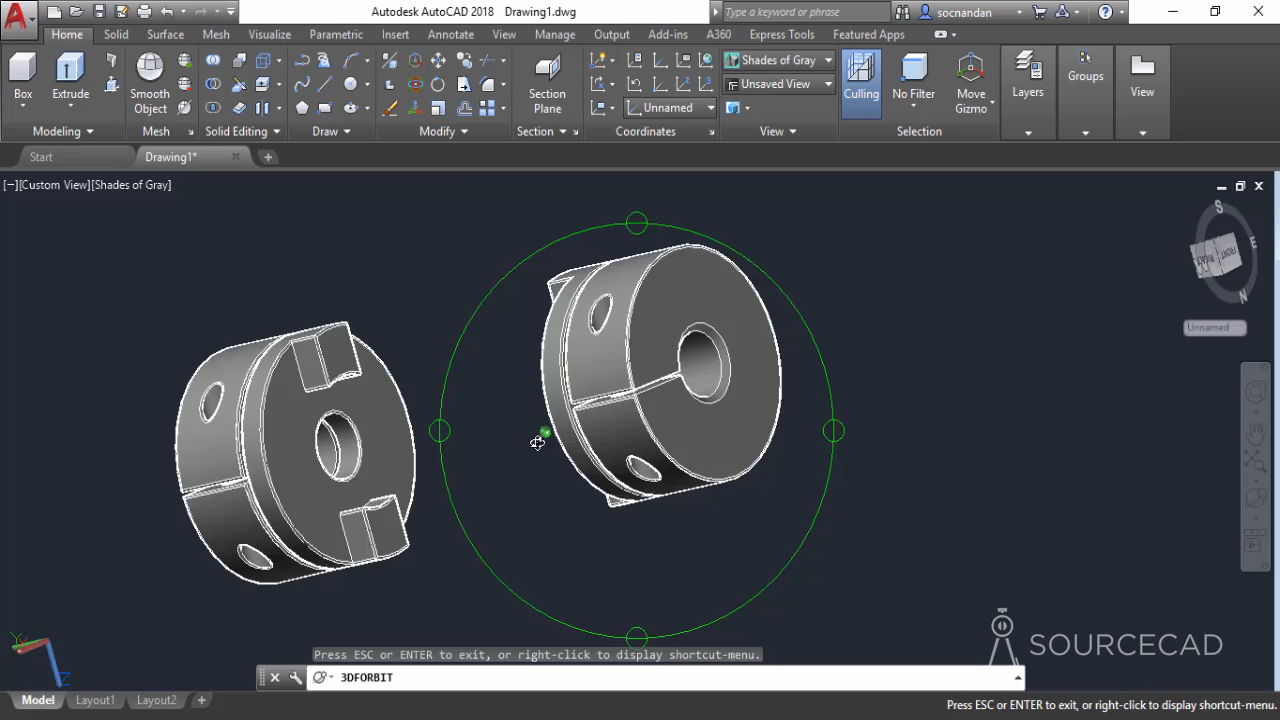 Autodesk AutoCAD 2018 Drawing1.dwg
Type a keyword or phrase
socnandan
Home Solid Surface Mesh Visualize Parametric Insert Annotate View Manage Output Add-ins A360 Express Tools Featured Apps
Box
Extrude
Smooth
Object
Section
Plane
Shades of Gray
Unsaved View
Unnamed
Culling
No Filter
Move
Gizmo
Layers
Groups
View
Modeling
Mesh
Solid Editing
Draw
Modify
Section
Coordinates
View
Selection
Start
Drawing1*
[−][Custom View][Shades of Gray]
S
E
N
FRONT
Unnamed
Y
Z
SOURCECAD
Press ESC or ENTER to exit, or right-click to display shortcut-menu.
3DFORBIT
Model Layout1 Layout2
Press ESC or ENTER to exit, or right-click to display shortcut-menu.